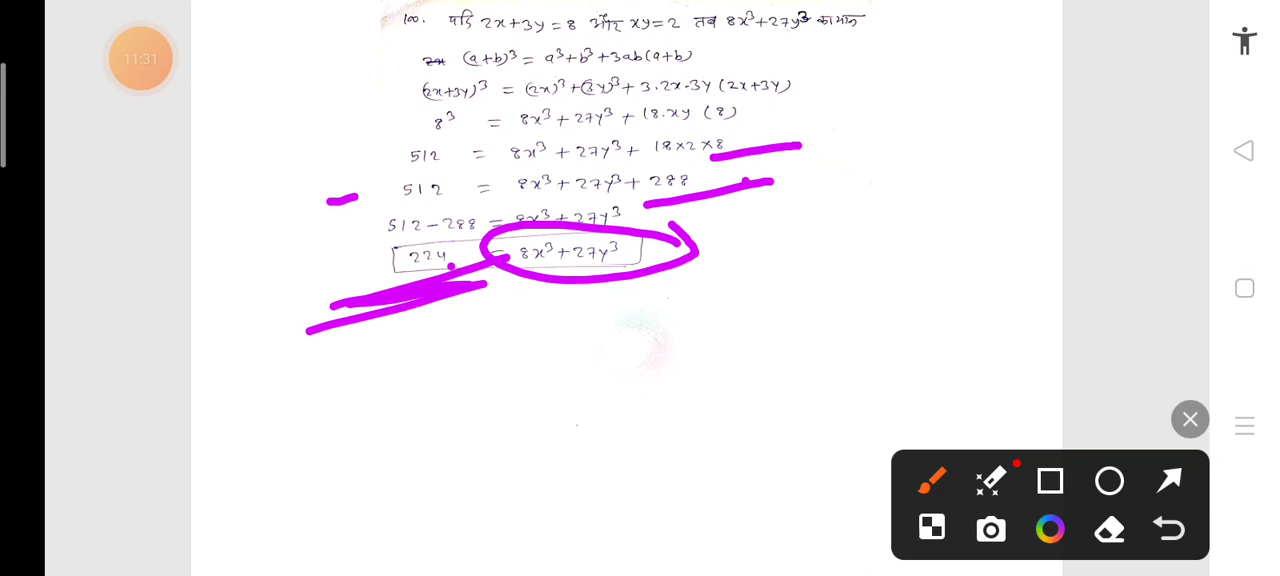 11:31
100. यदि 2x+3y=8 और xy=2 तब 8x³+27y³ का मान
(a+b)³ = a³+b³+3ab(a+b)
(2x+3y)³ = (2x)³+(3y)³+3.2x.3y(2x+3y)
8³ = 8x³+27y³+18.xy (8)
512 = 8x³+27y³+18×2×8
512 = 8x³+27y³+288
512-288 = 8x³+27y³
224 = 8x³+27y³